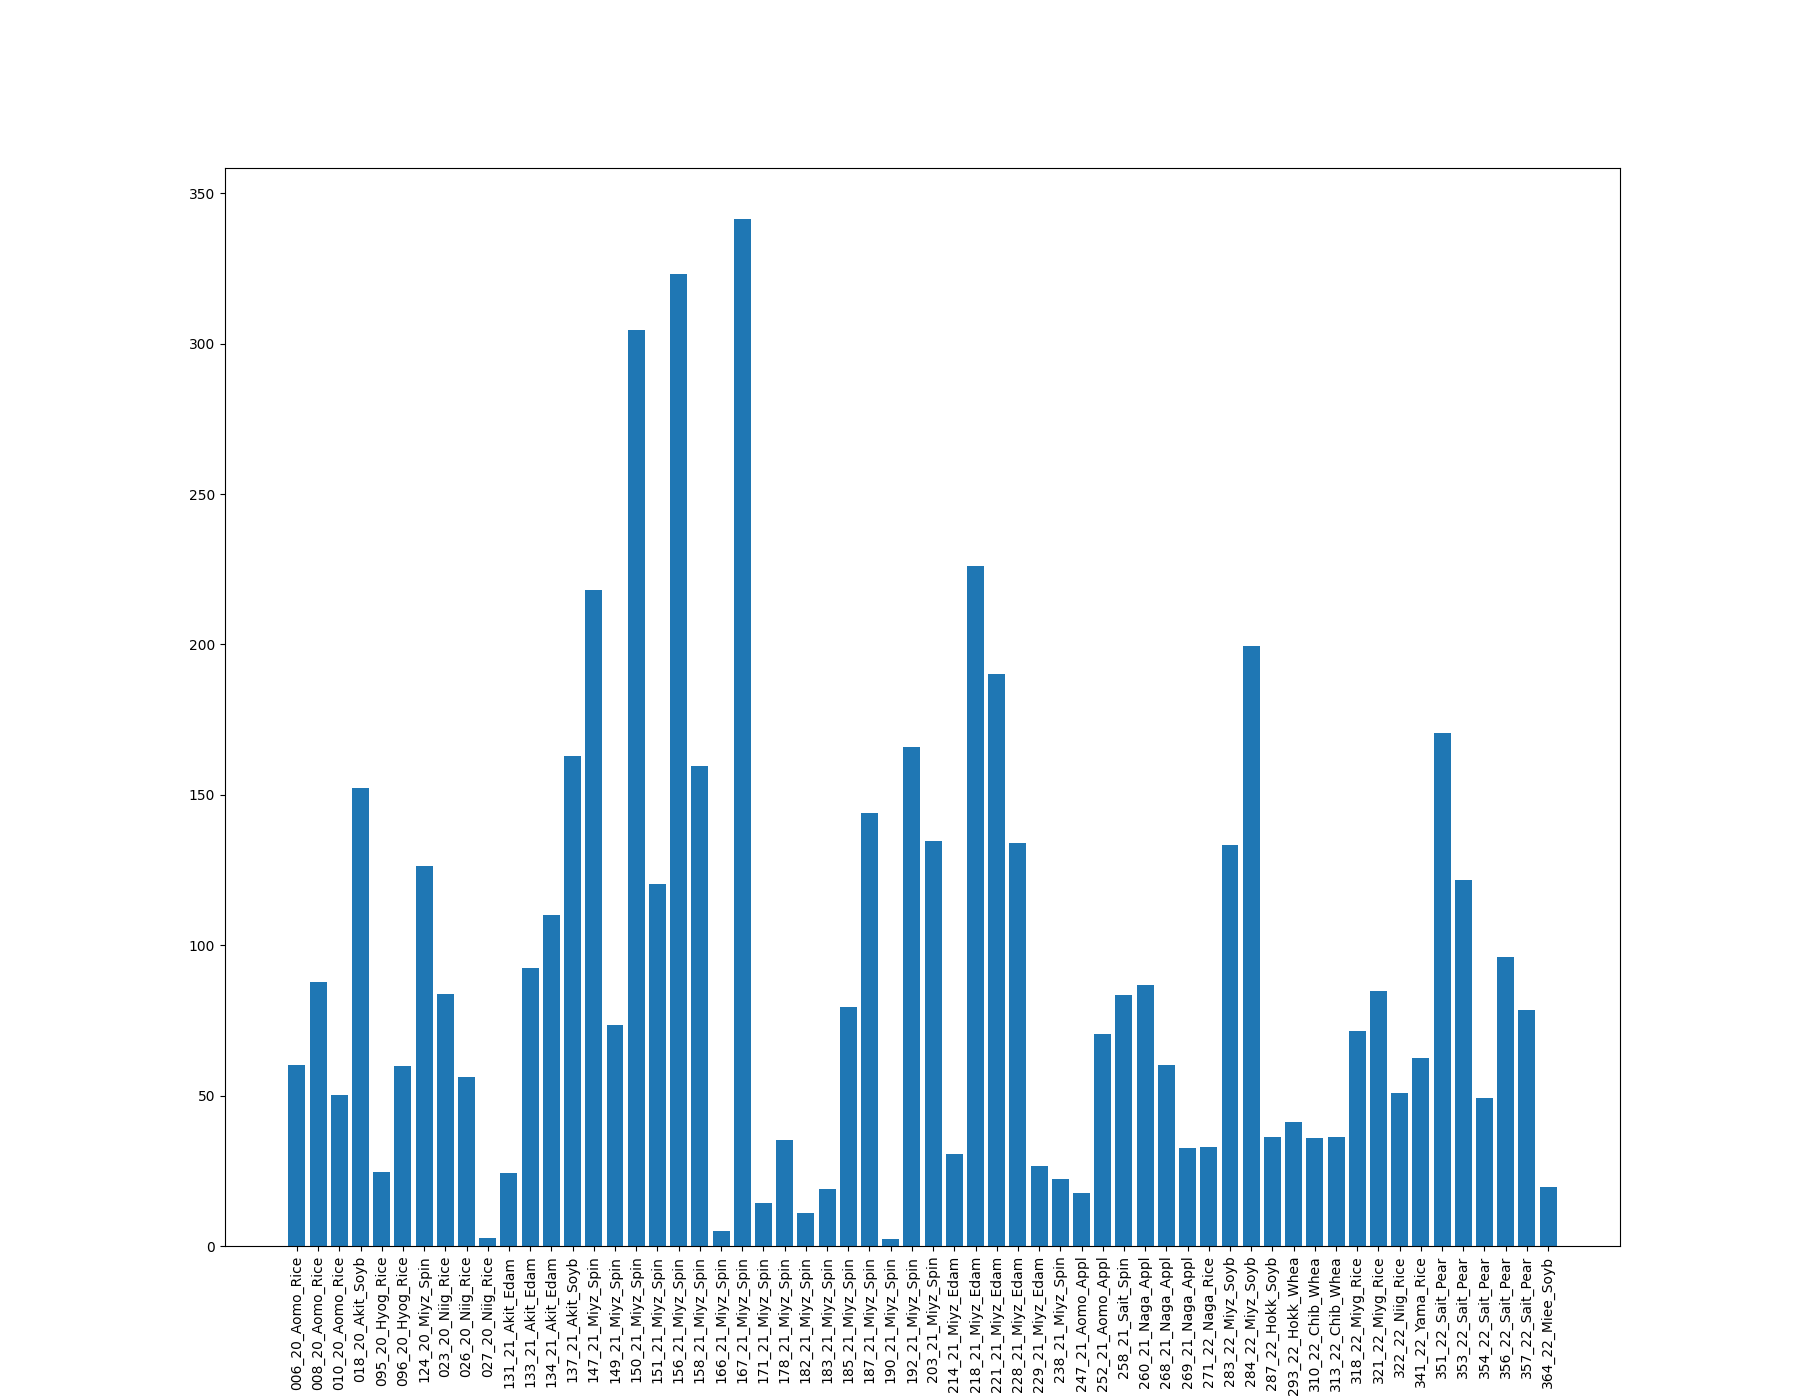 350
300
250
200
150
100
50
0
006_20_Aomo_Rice
008_20_Aomo_Rice
010_20_Aomo_Rice
018_20_Akit_Soyb
095_20_Hyog_Rice
096_20_Hyog_Rice
124_20_Miyz_Spin
023_20_Niig_Rice
026_20_Niig_Rice
027_20_Niig_Rice
131_21_Akit_Edam
133_21_Akit_Edam
134_21_Akit_Edam
137_21_Akit_Soyb
147_21_Miyz_Spin
149_21_Miyz_Spin
150_21_Miyz_Spin
151_21_Miyz_Spin
156_21_Miyz_Spin
158_21_Miyz_Spin
166_21_Miyz_Spin
167_21_Miyz_Spin
171_21_Miyz_Spin
178_21_Miyz_Spin
182_21_Miyz_Spin
183_21_Miyz_Spin
185_21_Miyz_Spin
187_21_Miyz_Spin
190_21_Miyz_Spin
192_21_Miyz_Spin
203_21_Miyz_Spin
214_21_Miyz_Edam
218_21_Miyz_Edam
221_21_Miyz_Edam
228_21_Miyz_Edam
229_21_Miyz_Edam
238_21_Miyz_Spin
247_21_Aomo_Appl
252_21_Aomo_Appl
258_21_Sait_Spin
260_21_Naga_Appl
268_21_Naga_Appl
269_21_Naga_Appl
271_22_Naga_Rice
283_22_Miyz_Soyb
284_22_Miyz_Soyb
287_22_Hokk_Soyb
293_22_Hokk_Whea
310_22_Chib_Whea
313_22_Chib_Whea
318_22_Miyg_Rice
321_22_Miyg_Rice
322_22_Niig_Rice
341_22_Yama_Rice
351_22_Sait_Pear
353_22_Sait_Pear
354_22_Sait_Pear
356_22_Sait_Pear
357_22_Sait_Pear
364_22_Miee_Soyb